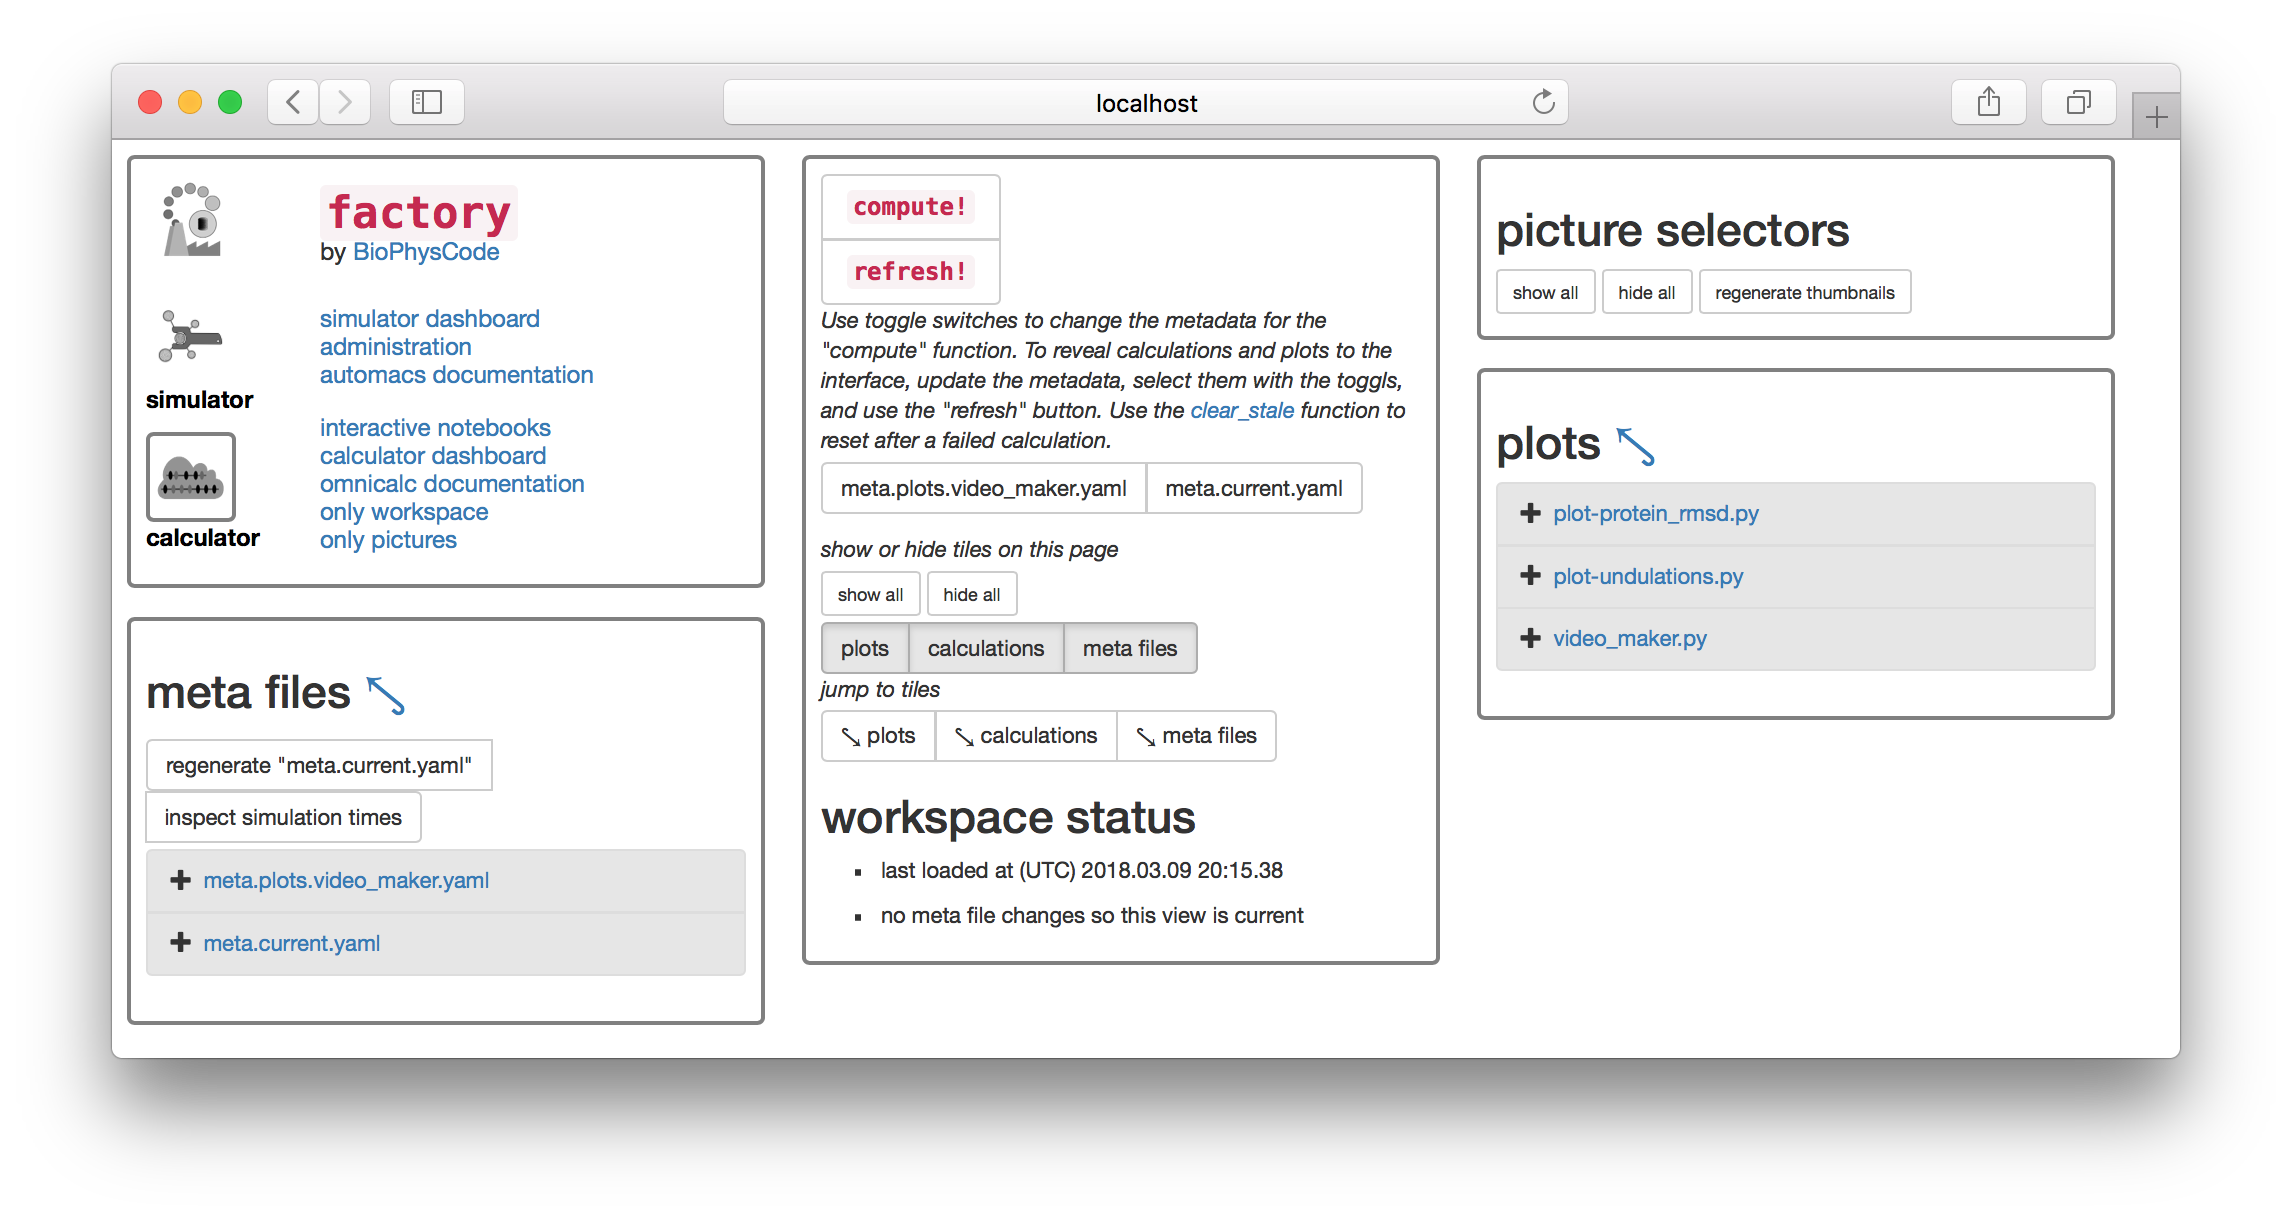 localhost
factory
by BioPhysCode
simulator dashboard
administration
automacs documentation
simulator
interactive notebooks
calculator dashboard
omnicalc documentation
only workspace
only pictures
calculator
meta files
regenerate "meta.current.yaml"
inspect simulation times
meta.plots.video_maker.yaml
meta.current.yaml
compute!
refresh!
Use toggle switches to change the metadata for the
"compute" function. To reveal calculations and plots to the
interface, update the metadata, select them with the toggls,
and use the "refresh" button. Use the clear_stale function to
reset after a failed calculation.
meta.plots.video_maker.yaml meta.current.yaml
show or hide tiles on this page
show all hide all
plots calculations meta files
jump to tiles
plots calculations meta files
workspace status
last loaded at (UTC) 2018.03.09 20:15.38
no meta file changes so this view is current
picture selectors
show all hide all regenerate thumbnails
plots
plot-protein_rmsd.py
plot-undulations.py
video_maker.py